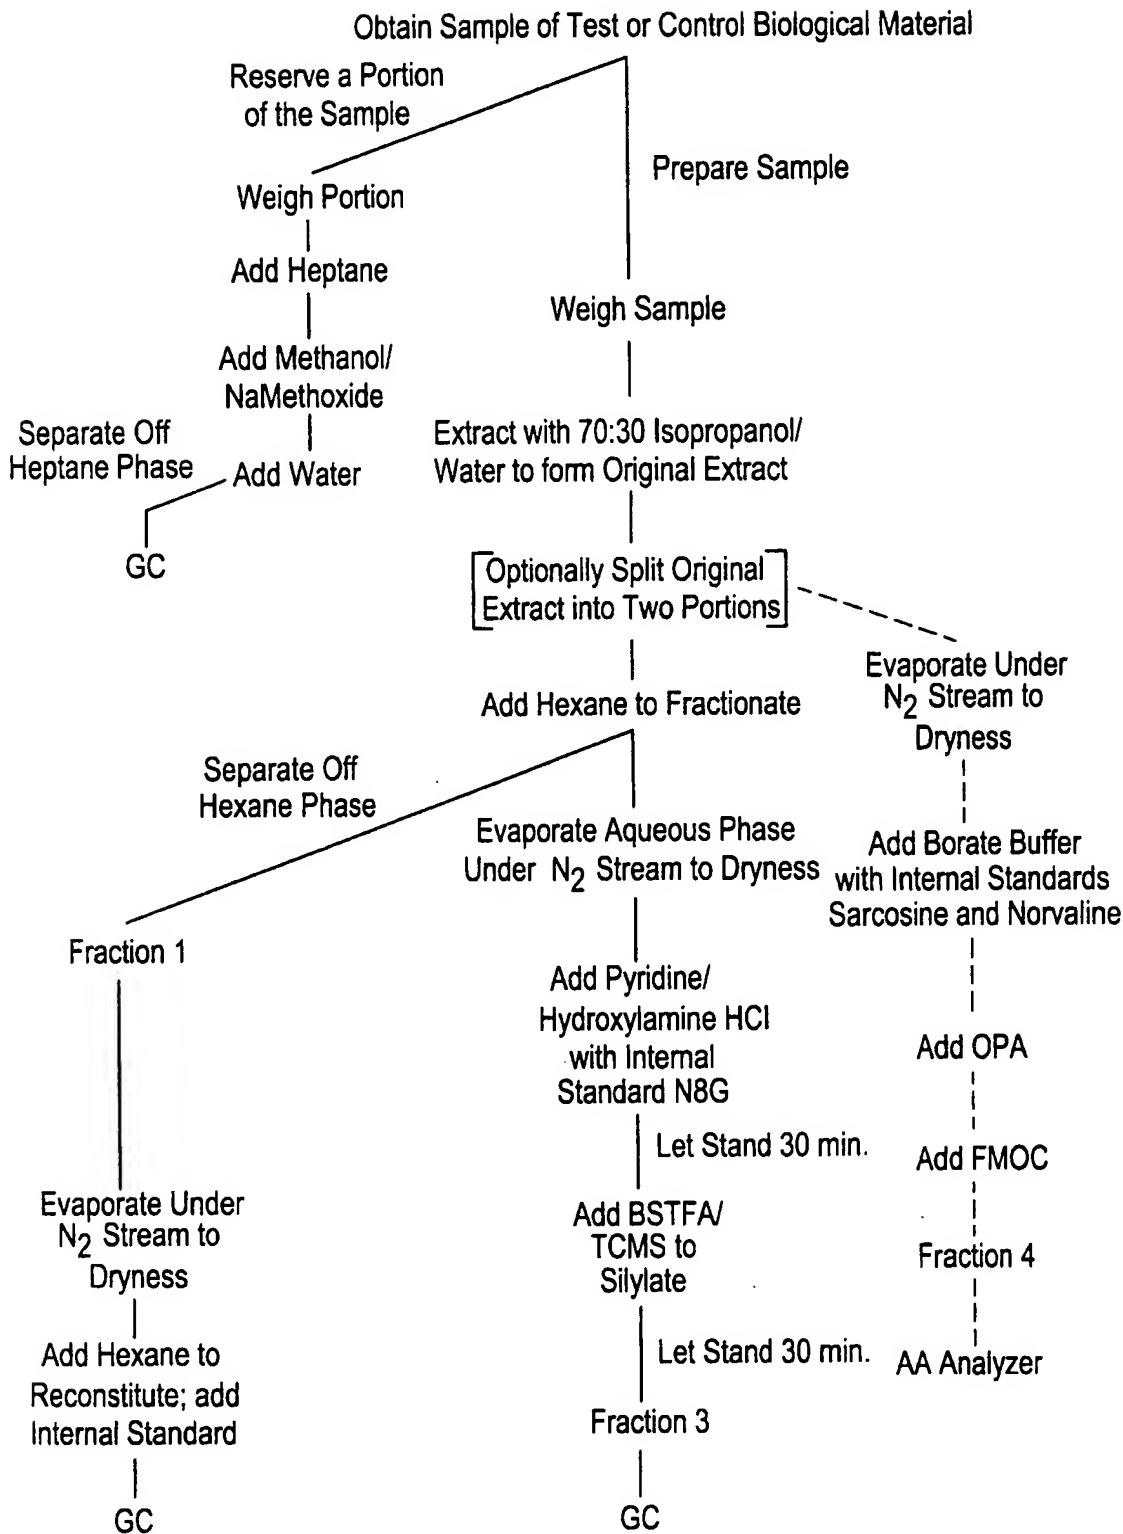 Obtain Sample of Test or Control Biological Material
Reserve a Portion
of the Sample
Prepare Sample
Weigh Portion
Add Heptane
Weigh Sample
Add Methanol/
NaMethoxide
Separate Off
Heptane Phase
Add Water
GC
Extract with 70:30 Isopropanol/
Water to form Original Extract
[Optionally Split Original
Extract into Two Portions]
Add Hexane to Fractionate
Evaporate Under
N2 Stream to
Dryness
Separate Off
Hexane Phase
Evaporate Aqueous Phase
Under N2 Stream to Dryness
Add Borate Buffer
with Internal Standards
Sarcosine and Norvaline
Fraction 1
Add Pyridine/
Hydroxylamine HCl
with Internal
Standard N8G
Add OPA
Let Stand 30 min.
Add FMOC
Evaporate Under
N2 Stream to
Dryness
Add BSTFA/
TCMS to
Silylate
Fraction 4
Add Hexane to
Reconstitute; add
Internal Standard
Let Stand 30 min.
AA Analyzer
Fraction 3
GC
GC